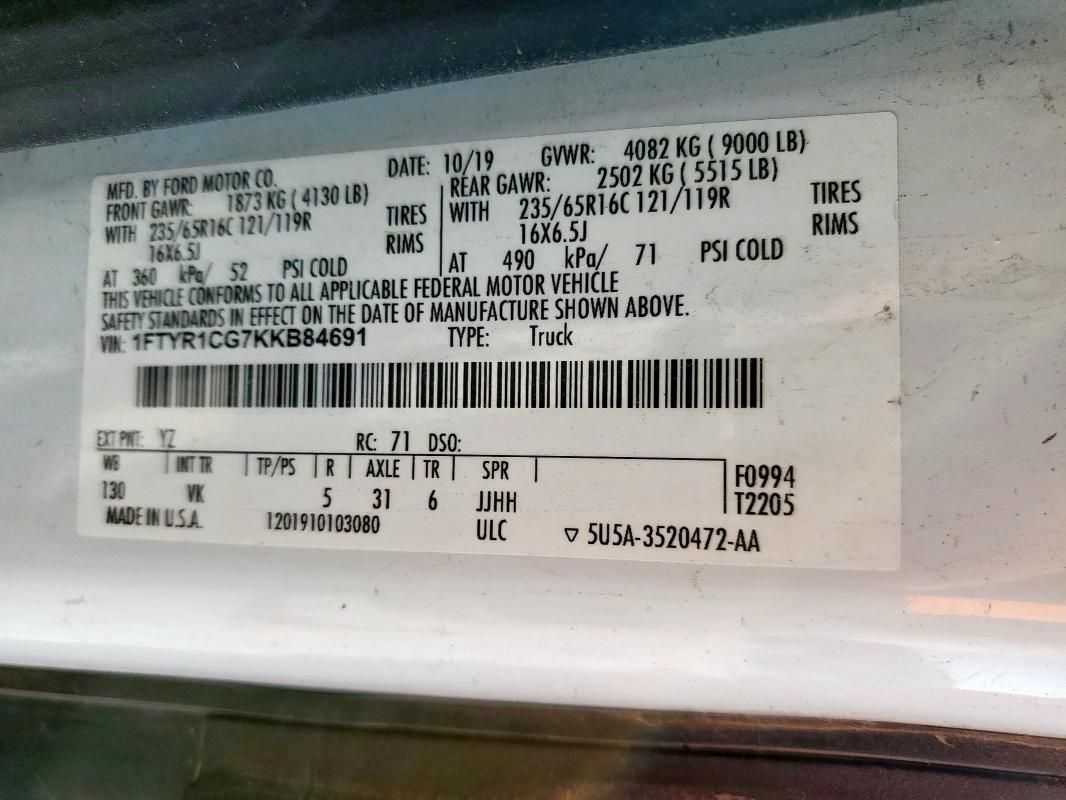 MFD. BY FORD MOTOR CO. DATE: 10/19 GVWR: 4082 KG ( 9000 LB)
FRONT GAWR: 1873 KG ( 4130 LB) REAR GAWR: 2502 KG ( 5515 LB)
WITH 235/65R16C 121/119R TIRES WITH 235/65R16C 121/119R TIRES
16X6.5J RIMS 16X6.5J RIMS
AT 360 kPa/ 52 PSI COLD AT 490 kPa/ 71 PSI COLD
THIS VEHICLE CONFORMS TO ALL APPLICABLE FEDERAL MOTOR VEHICLE
SAFETY STANDARDS IN EFFECT ON THE DATE OF MANUFACTURE SHOWN ABOVE.
VIN: 1FTYR1CG7KKB84691 TYPE: Truck
EXT PNT: YZ RC: 71 DSO:
WB INT TR TP/PS R AXLE TR SPR F0994
130 VK 5 31 6 JJHH T2205
MADE IN U.S.A. 1201910103080 ULC ▽ 5U5A-3520472-AA